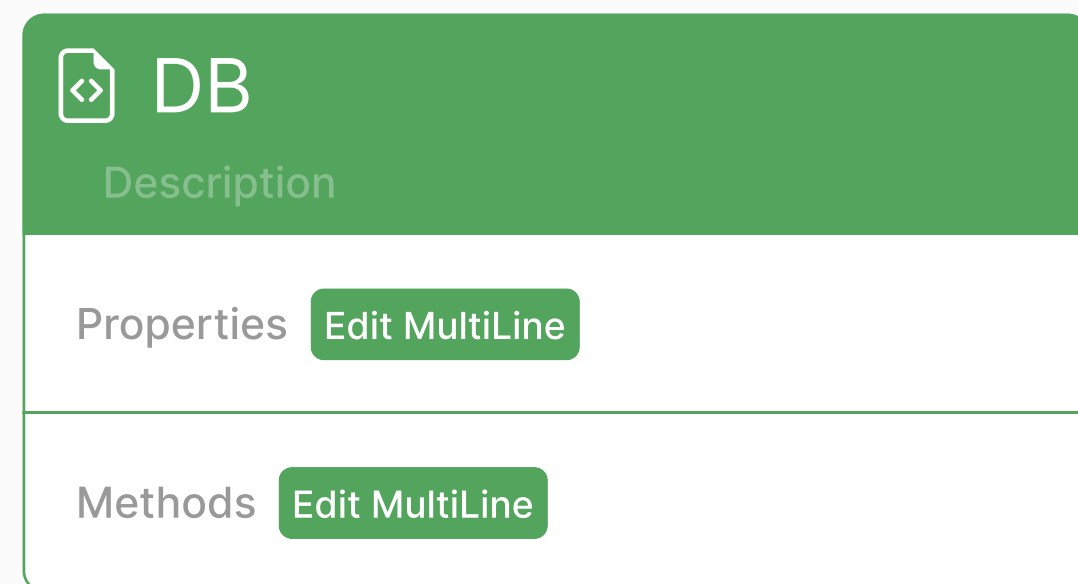 DB
Description
Properties Edit MultiLine
Methods Edit MultiLine